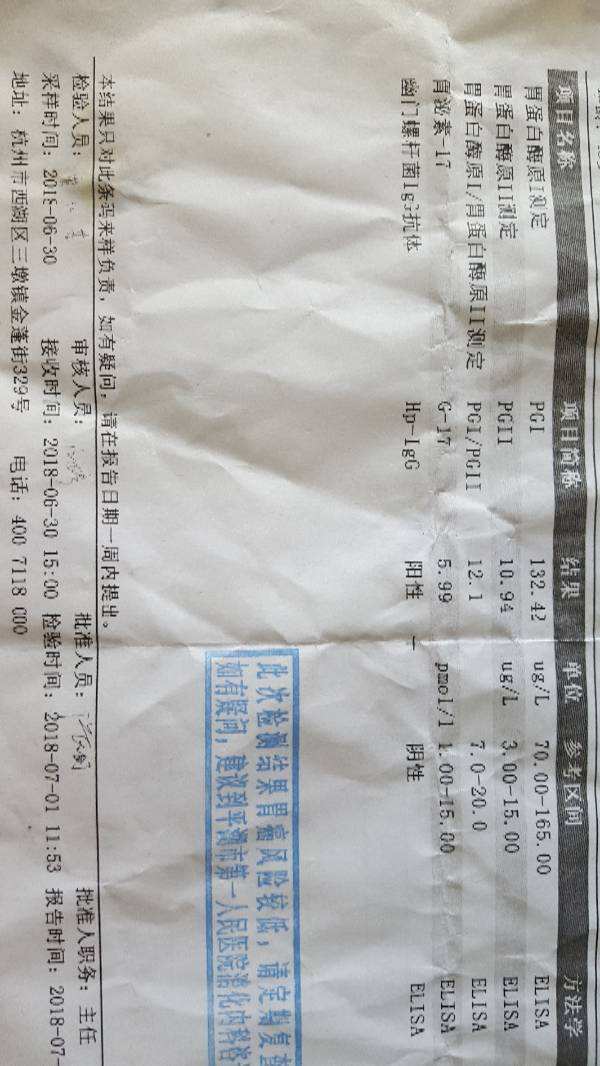 项目名称 项目简称 结果 单位 参考区间 方法学
胃蛋白酶原I测定 PGI 132.42 ug/L 70.00-165.00 ELISA
胃蛋白酶原II测定 PGII 10.94 ug/L 3.00-15.00 ELISA
胃蛋白酶原I/胃蛋白酶原II测定 PGI/PGII 12.1 7.0-20.0 ELISA
胃泌素-17 G-17 5.99 pmol/l 1.00-15.00 ELISA
幽门螺杆菌IgG抗体 Hp-IgG 阳性 — 阴性 ELISA
此次检测结果胃癌风险较低，请定期复查
如有疑问，建议到平湖市第一人民医院消化内科咨
本结果只对此条码来样负责，如有疑问，请在报告日期一周内提出。
检验人员： 审核人员： 批准人员： 批准人职务：主任
采样时间：2018-06-30 接收时间：2018-06-30 15:00 检验时间：2018-07-01 11:53 报告时间：2018-07-
地址：杭州市西湖区三墩镇金蓬街329号 电话：400 7118 000